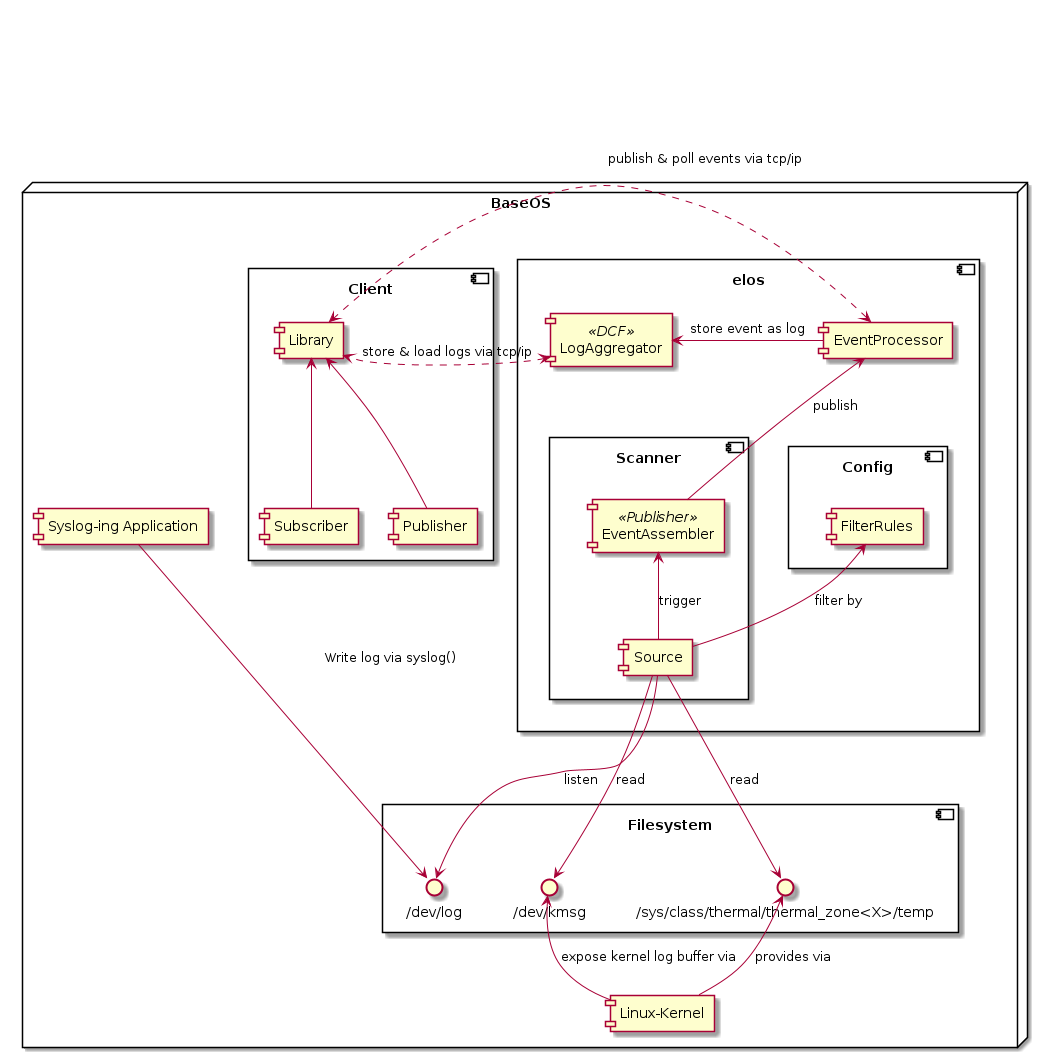 publish & poll events via tcp/ip
BaseOS
Client
elos
«DCF»
LogAggregator
store event as log
EventProcessor
Library
store & load logs via tcp/ip
publish
Scanner
Config
«Publisher»
EventAssembler
Syslog-ing Application
Subscriber
Publisher
FilterRules
trigger
filter by
Write log via syslog()
Source
listen
read
read
Filesystem
/dev/log
/dev/kmsg
/sys/class/thermal/thermal_zone<X>/temp
expose kernel log buffer via
provides via
Linux-Kernel